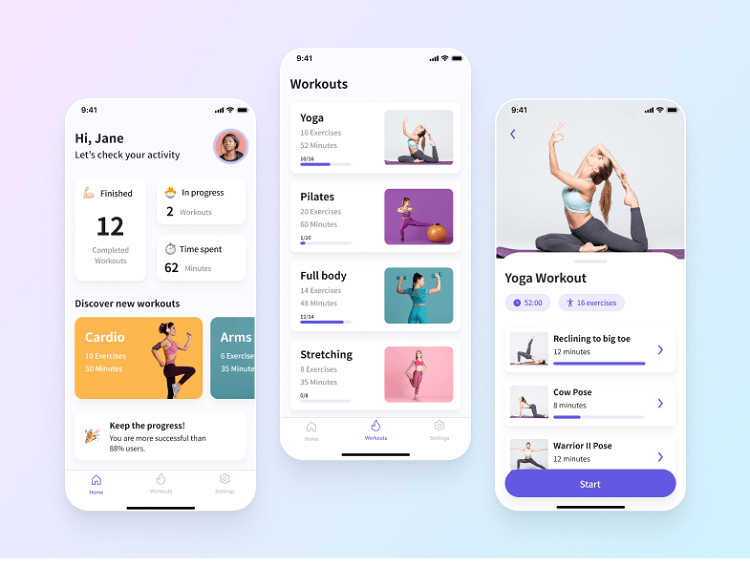 9:41
Hi, Jane
Let's check your activity
Finished
12
Completed
Workouts
In progress
2 Workouts
Time spent
62 Minutes
Discover new workouts
Cardio
10 Exercises
50 Minutes
Arms
6 Exercises
35 Minutes
Keep the progress!
You are more successful than
88% users.
Home
Workouts
Settings
9:41
Workouts
Yoga
16 Exercises
52 Minutes
10/16
Pilates
20 Exercises
60 Minutes
1/20
Full body
14 Exercises
48 Minutes
12/14
Stretching
8 Exercises
35 Minutes
0/8
Home
Workouts
Settings
9:41
Yoga Workout
52:00
16 exercises
Reclining to big toe
12 minutes
Cow Pose
8 minutes
Warrior II Pose
12 minutes
Start